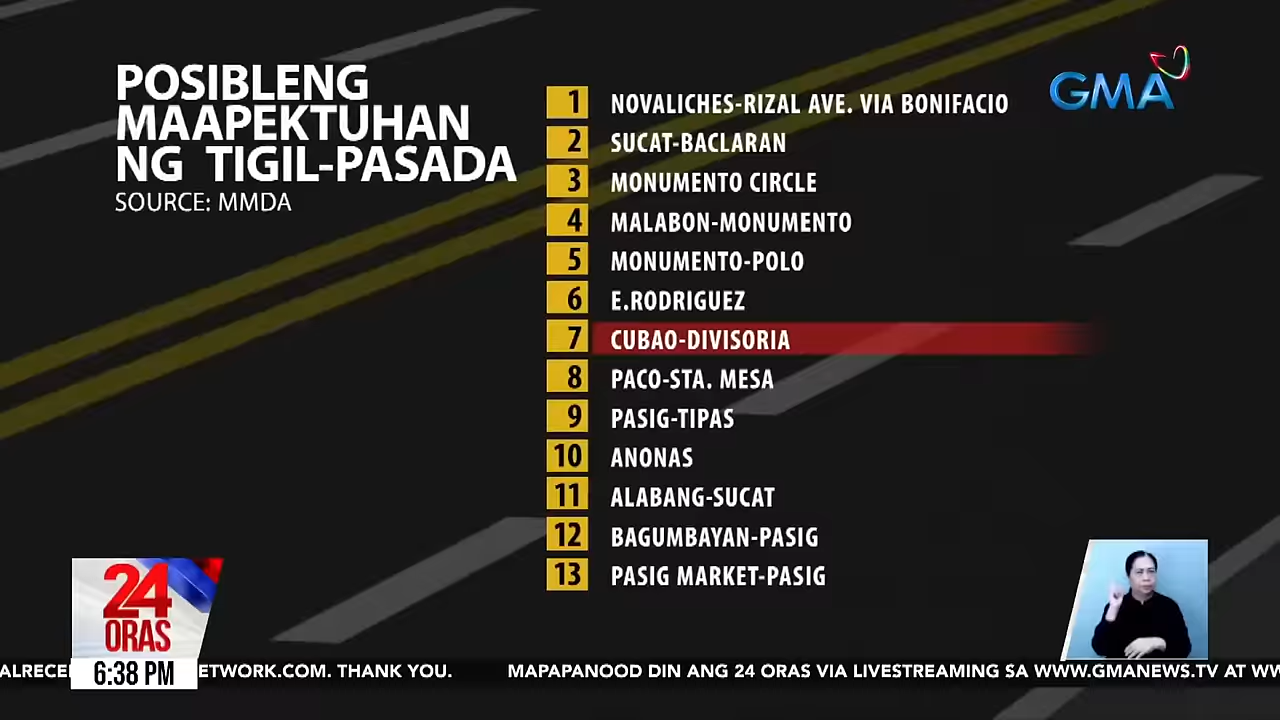 POSIBLENG
MAAPEKTUHAN
NG TIGIL-PASADA
SOURCE: MMDA
GMA
1 NOVALICHES-RIZAL AVE. VIA BONIFACIO
2 SUCAT-BACLARAN
3 MONUMENTO CIRCLE
4 MALABON-MONUMENTO
5 MONUMENTO-POLO
6 E.RODRIGUEZ
7 CUBAO-DIVISORIA
8 PACO-STA. MESA
9 PASIG-TIPAS
10 ANONAS
11 ALABANG-SUCAT
12 BAGUMBAYAN-PASIG
13 PASIG MARKET-PASIG
24
ORAS
6:38 PM
THANK YOU. MAPAPANOOD DIN ANG 24 ORAS VIA LIVESTREAMING SA WWW.GMANEWS.TV AT